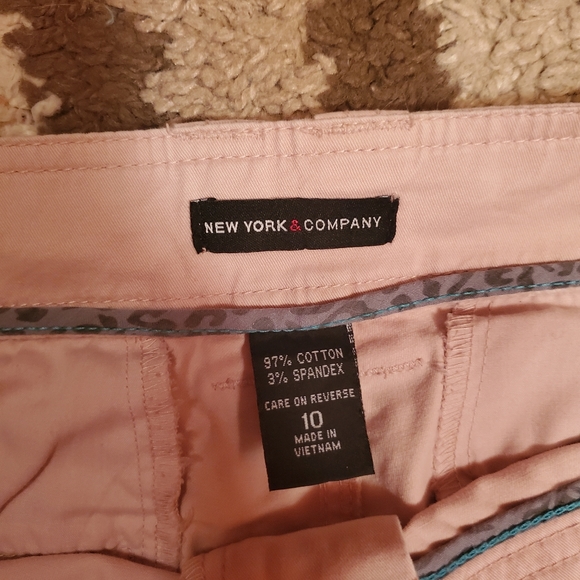 NEW YORK & COMPANY
97% COTTON
3% SPANDEX
CARE ON REVERSE
10
MADE IN
VIETNAM